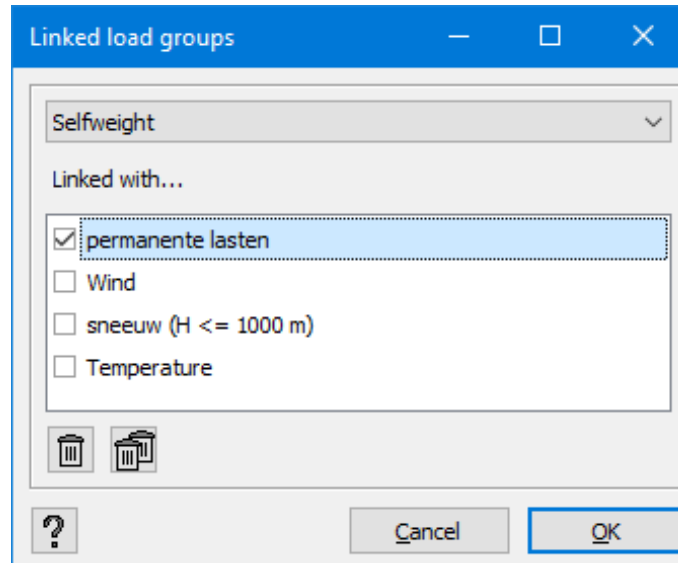 Linked load groups
Selfweight
Linked with...
permanente lasten
Wind
sneeuw (H <= 1000 m)
Temperature
?
Cancel OK